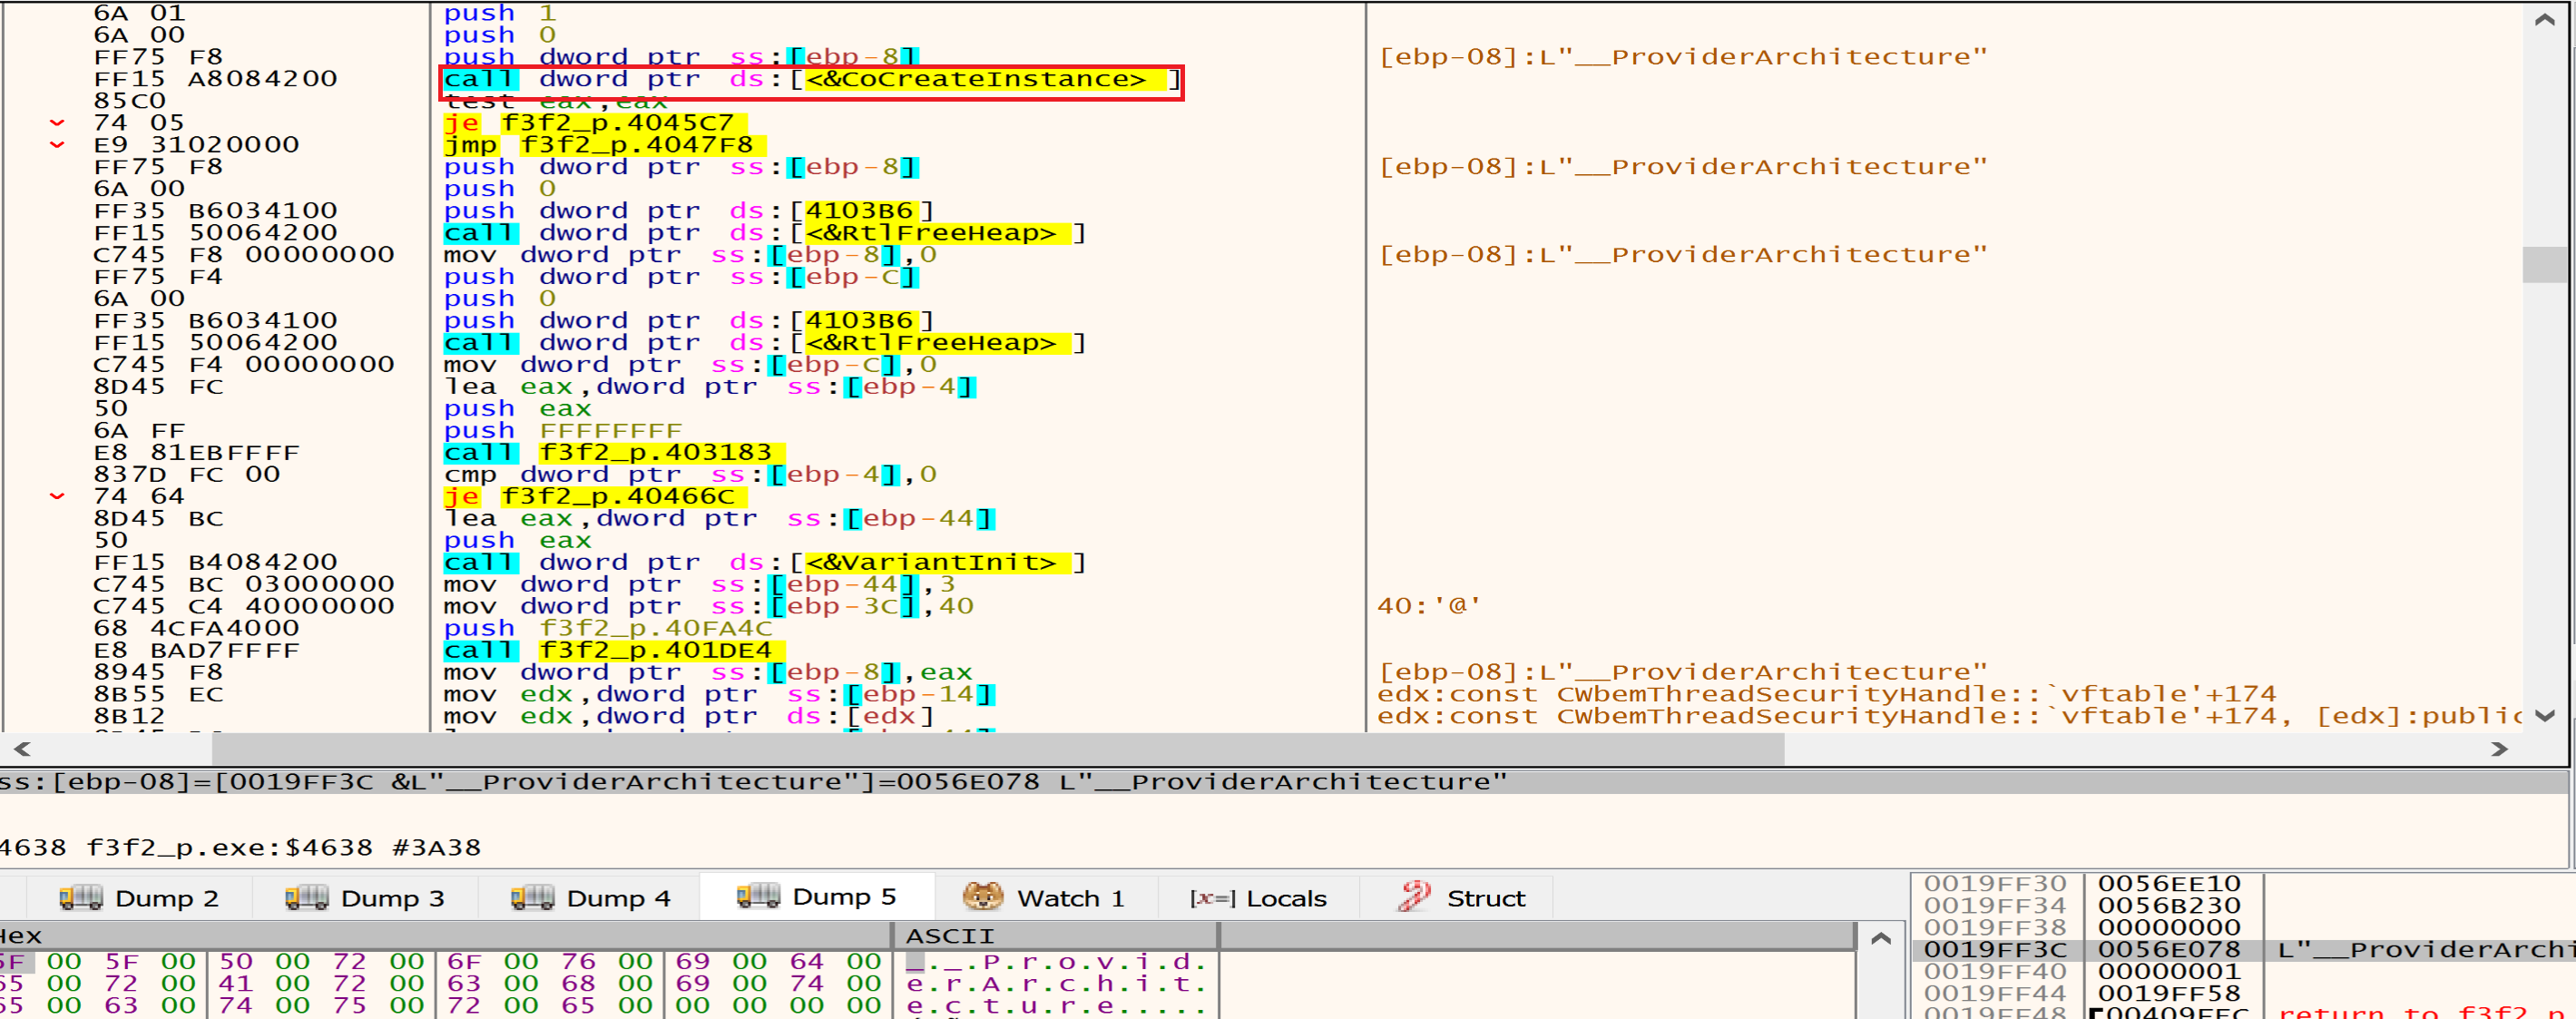 6A 01 push 1
6A 00 push 0
FF75 F8 push dword ptr ss:[ebp-8] [ebp-08]:L"__ProviderArchitecture"
FF15 A8084200 call dword ptr ds:[<&CoCreateInstance>]
85C0 test eax,eax
74 05 je f3f2_p.4045C7
E9 31020000 jmp f3f2_p.4047F8
FF75 F8 push dword ptr ss:[ebp-8] [ebp-08]:L"__ProviderArchitecture"
6A 00 push 0
FF35 B6034100 push dword ptr ds:[4103B6]
FF15 50064200 call dword ptr ds:[<&RtlFreeHeap>]
C745 F8 00000000 mov dword ptr ss:[ebp-8],0 [ebp-08]:L"__ProviderArchitecture"
FF75 F4 push dword ptr ss:[ebp-C]
6A 00 push 0
FF35 B6034100 push dword ptr ds:[4103B6]
FF15 50064200 call dword ptr ds:[<&RtlFreeHeap>]
C745 F4 00000000 mov dword ptr ss:[ebp-C],0
8D45 FC lea eax,dword ptr ss:[ebp-4]
50 push eax
6A FF push FFFFFFFF
E8 81EBFFFF call f3f2_p.403183
837D FC 00 cmp dword ptr ss:[ebp-4],0
74 64 je f3f2_p.40466C
8D45 BC lea eax,dword ptr ss:[ebp-44]
50 push eax
FF15 B4084200 call dword ptr ds:[<&VariantInit>]
C745 BC 03000000 mov dword ptr ss:[ebp-44],3
C745 C4 40000000 mov dword ptr ss:[ebp-3C],40 40:'@'
68 4CFA4000 push f3f2_p.40FA4C
E8 BAD7FFFF call f3f2_p.401DE4
8945 F8 mov dword ptr ss:[ebp-8],eax [ebp-08]:L"__ProviderArchitecture"
8B55 EC mov edx,dword ptr ss:[ebp-14] edx:const CWbemThreadSecurityHandle::`vftable'+174
8B12 mov edx,dword ptr ds:[edx] edx:const CWbemThreadSecurityHandle::`vftable'+174, [edx]:public
ss:[ebp-08]=[0019FF3C &L"__ProviderArchitecture"]=0056E078 L"__ProviderArchitecture"
4638 f3f2_p.exe:$4638 #3A38
Dump 2 Dump 3 Dump 4 Dump 5 Watch 1 [x=] Locals Struct
Hex ASCII
5F 00 5F 00 50 00 72 00 6F 00 76 00 69 00 64 00 _._.P.r.o.v.i.d.
65 00 72 00 41 00 72 00 63 00 68 00 69 00 74 00 e.r.A.r.c.h.i.t.
65 00 63 00 74 00 75 00 72 00 65 00 00 00 00 00 e.c.t.u.r.e.....
0019FF30 0056EE10
0019FF34 0056B230
0019FF38 00000000
0019FF3C 0056E078 L"__ProviderArchi
0019FF40 00000001
0019FF44 0019FF58
0019FF48 00409FEC return to f3f2_p